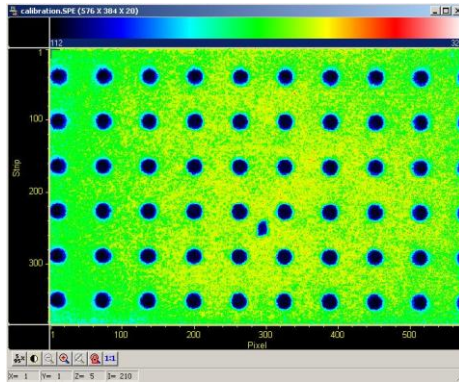 calibration.SPE (576 X 384 X 20)
112
1
100
200
300
Strip
1 100 200 300 400 500
Pixel
1:1
X= 1 Y= 1 Z= 5 I= 210